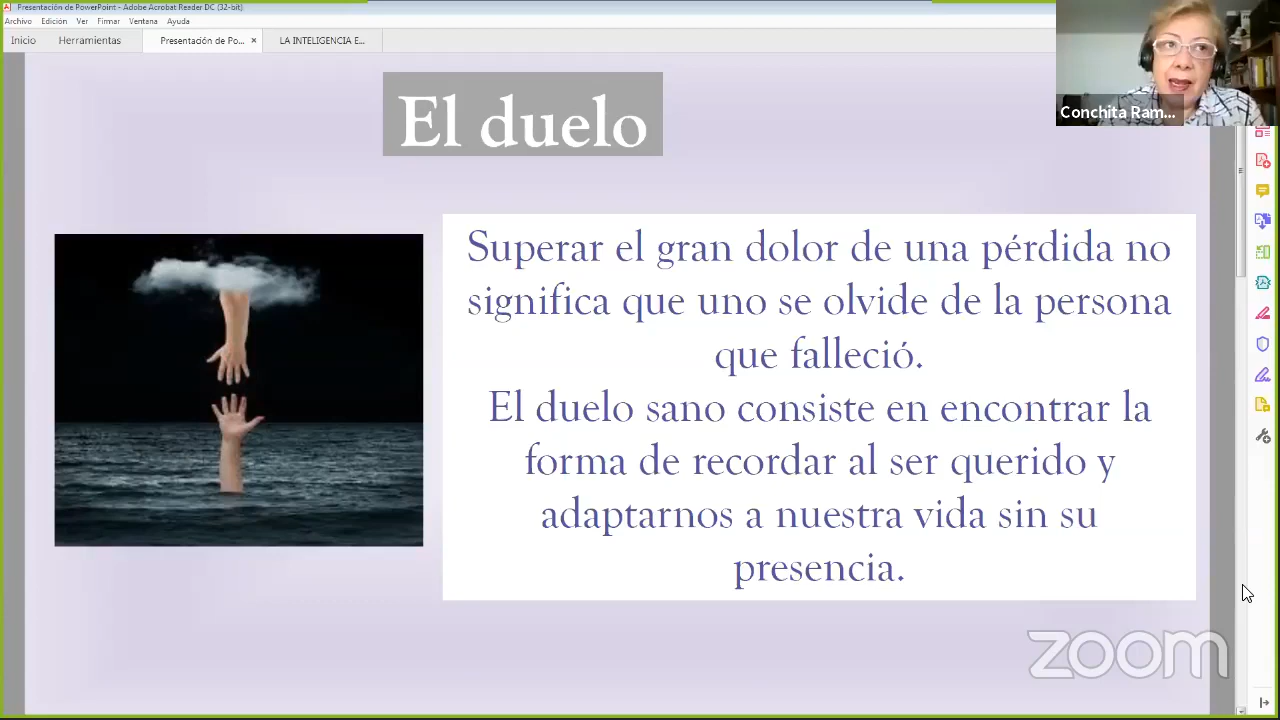 Presentación de PowerPoint - Adobe Acrobat Reader DC (32-bit)
Archivo Edición Ver Firmar Ventana Ayuda
Inicio Herramientas Presentación de Po... × LA INTELIGENCIA E...
Conchita Ram...
El duelo
Superar el gran dolor de una pérdida no
significa que uno se olvide de la persona
que falleció.
El duelo sano consiste en encontrar la
forma de recordar al ser querido y
adaptarnos a nuestra vida sin su
presencia.
zoom